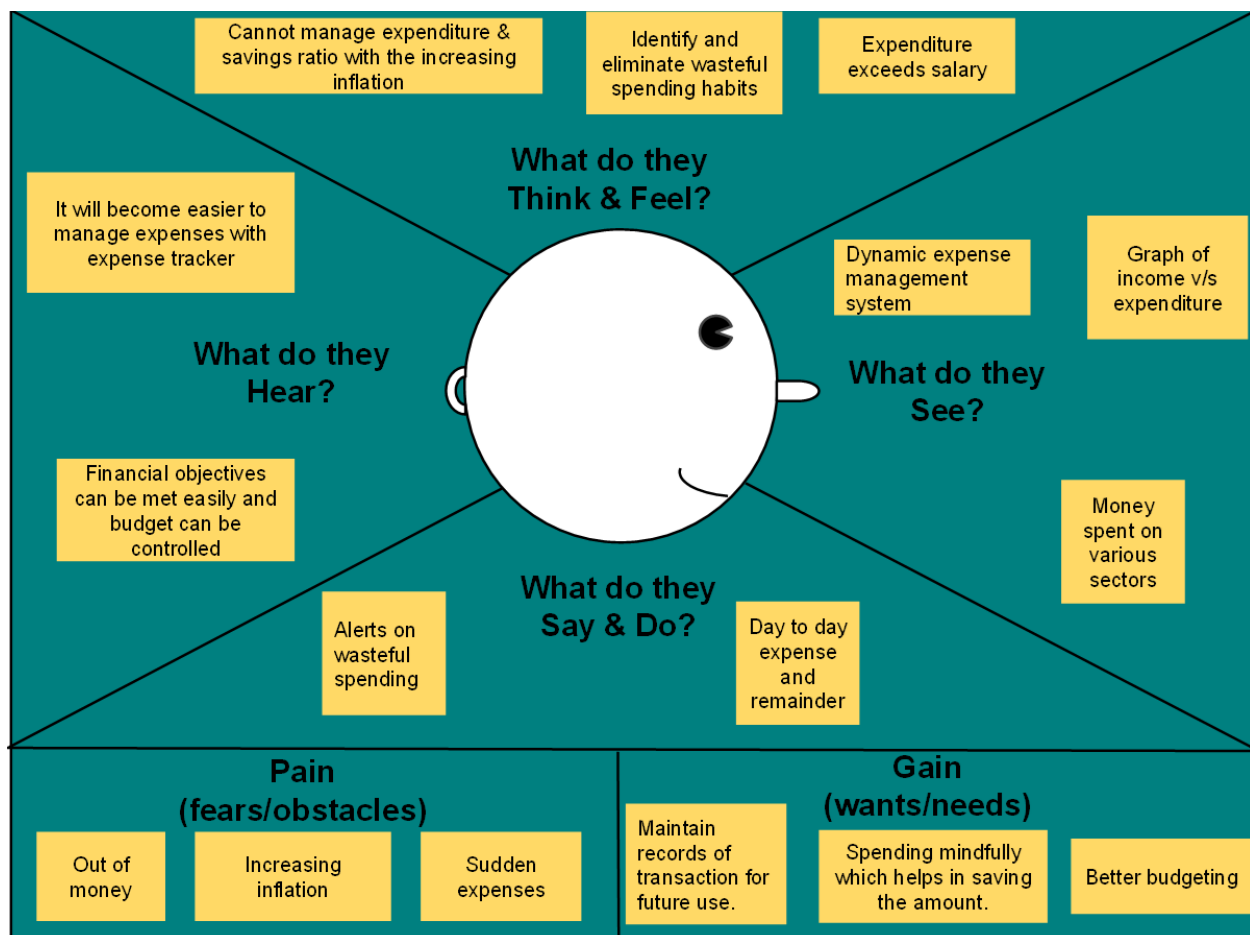 Cannot manage expenditure &
savings ratio with the increasing
inflation
Identify and
eliminate wasteful
spending habits
Expenditure
exceeds salary
What do they
Think & Feel?
It will become easier to
manage expenses with
expense tracker
What do they
Hear?
Financial objectives
can be met easily and
budget can be
controlled
Dynamic expense
management
system
Graph of
income v/s
expenditure
What do they
See?
Money
spent on
various
sectors
What do they
Say & Do?
Alerts on
wasteful
spending
Day to day
expense
and
remainder
Pain
(fears/obstacles)
Out of
money
Increasing
inflation
Sudden
expenses
Gain
(wants/needs)
Maintain
records of
transaction for
future use.
Spending mindfully
which helps in saving
the amount.
Better budgeting